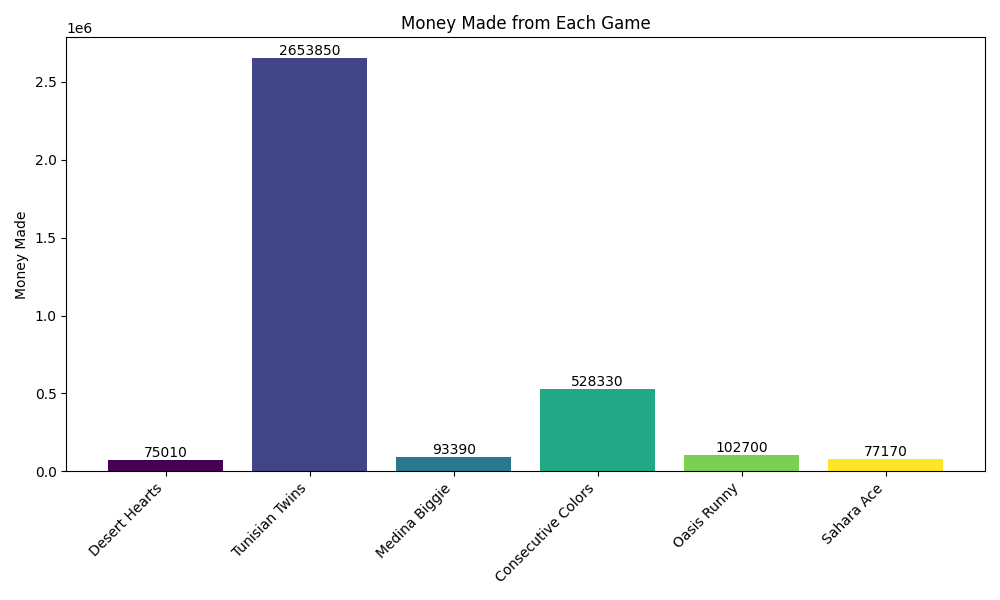 Money Made from Each Game
1e6
Money Made
2.5
2.0
1.5
1.0
0.5
0.0
75010
2653850
93390
528330
102700
77170
Desert Hearts
Tunisian Twins
Medina Biggie
Consecutive Colors
Oasis Runny
Sahara Ace